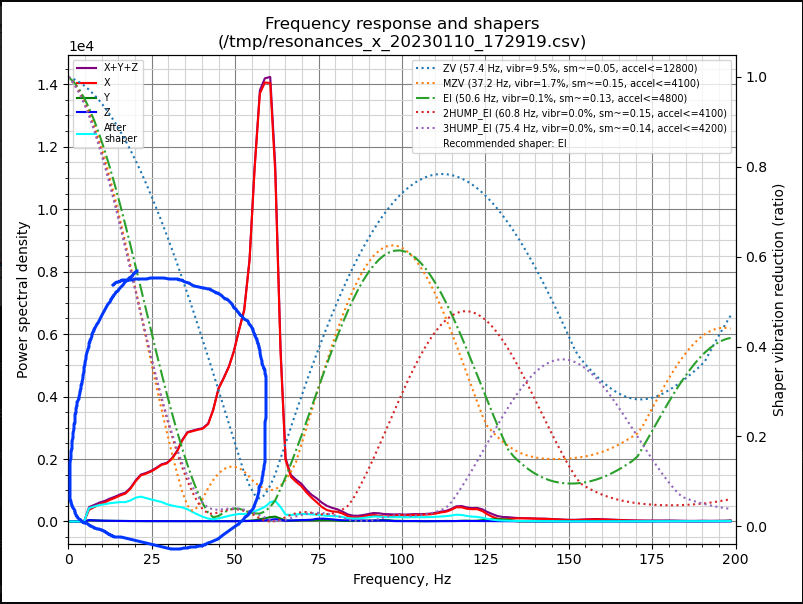 Frequency response and shapers
(/tmp/resonances_x_20230110_172919.csv)
1e4
X+Y+Z
X
Y
Z
After
shaper
ZV (57.4 Hz, vibr=9.5%, sm~=0.05, accel<=12800)
MZV (37.2 Hz, vibr=1.7%, sm~=0.15, accel<=4100)
EI (50.6 Hz, vibr=0.1%, sm~=0.13, accel<=4800)
2HUMP_EI (60.8 Hz, vibr=0.0%, sm~=0.15, accel<=4100)
3HUMP_EI (75.4 Hz, vibr=0.0%, sm~=0.14, accel<=4200)
Recommended shaper: EI
1.4
1.2
1.0
0.8
0.6
0.4
0.2
0.0
Power spectral density
1.0
0.8
0.6
0.4
0.2
0.0
Shaper vibration reduction (ratio)
0 25 50 75 100 125 150 175 200
Frequency, Hz